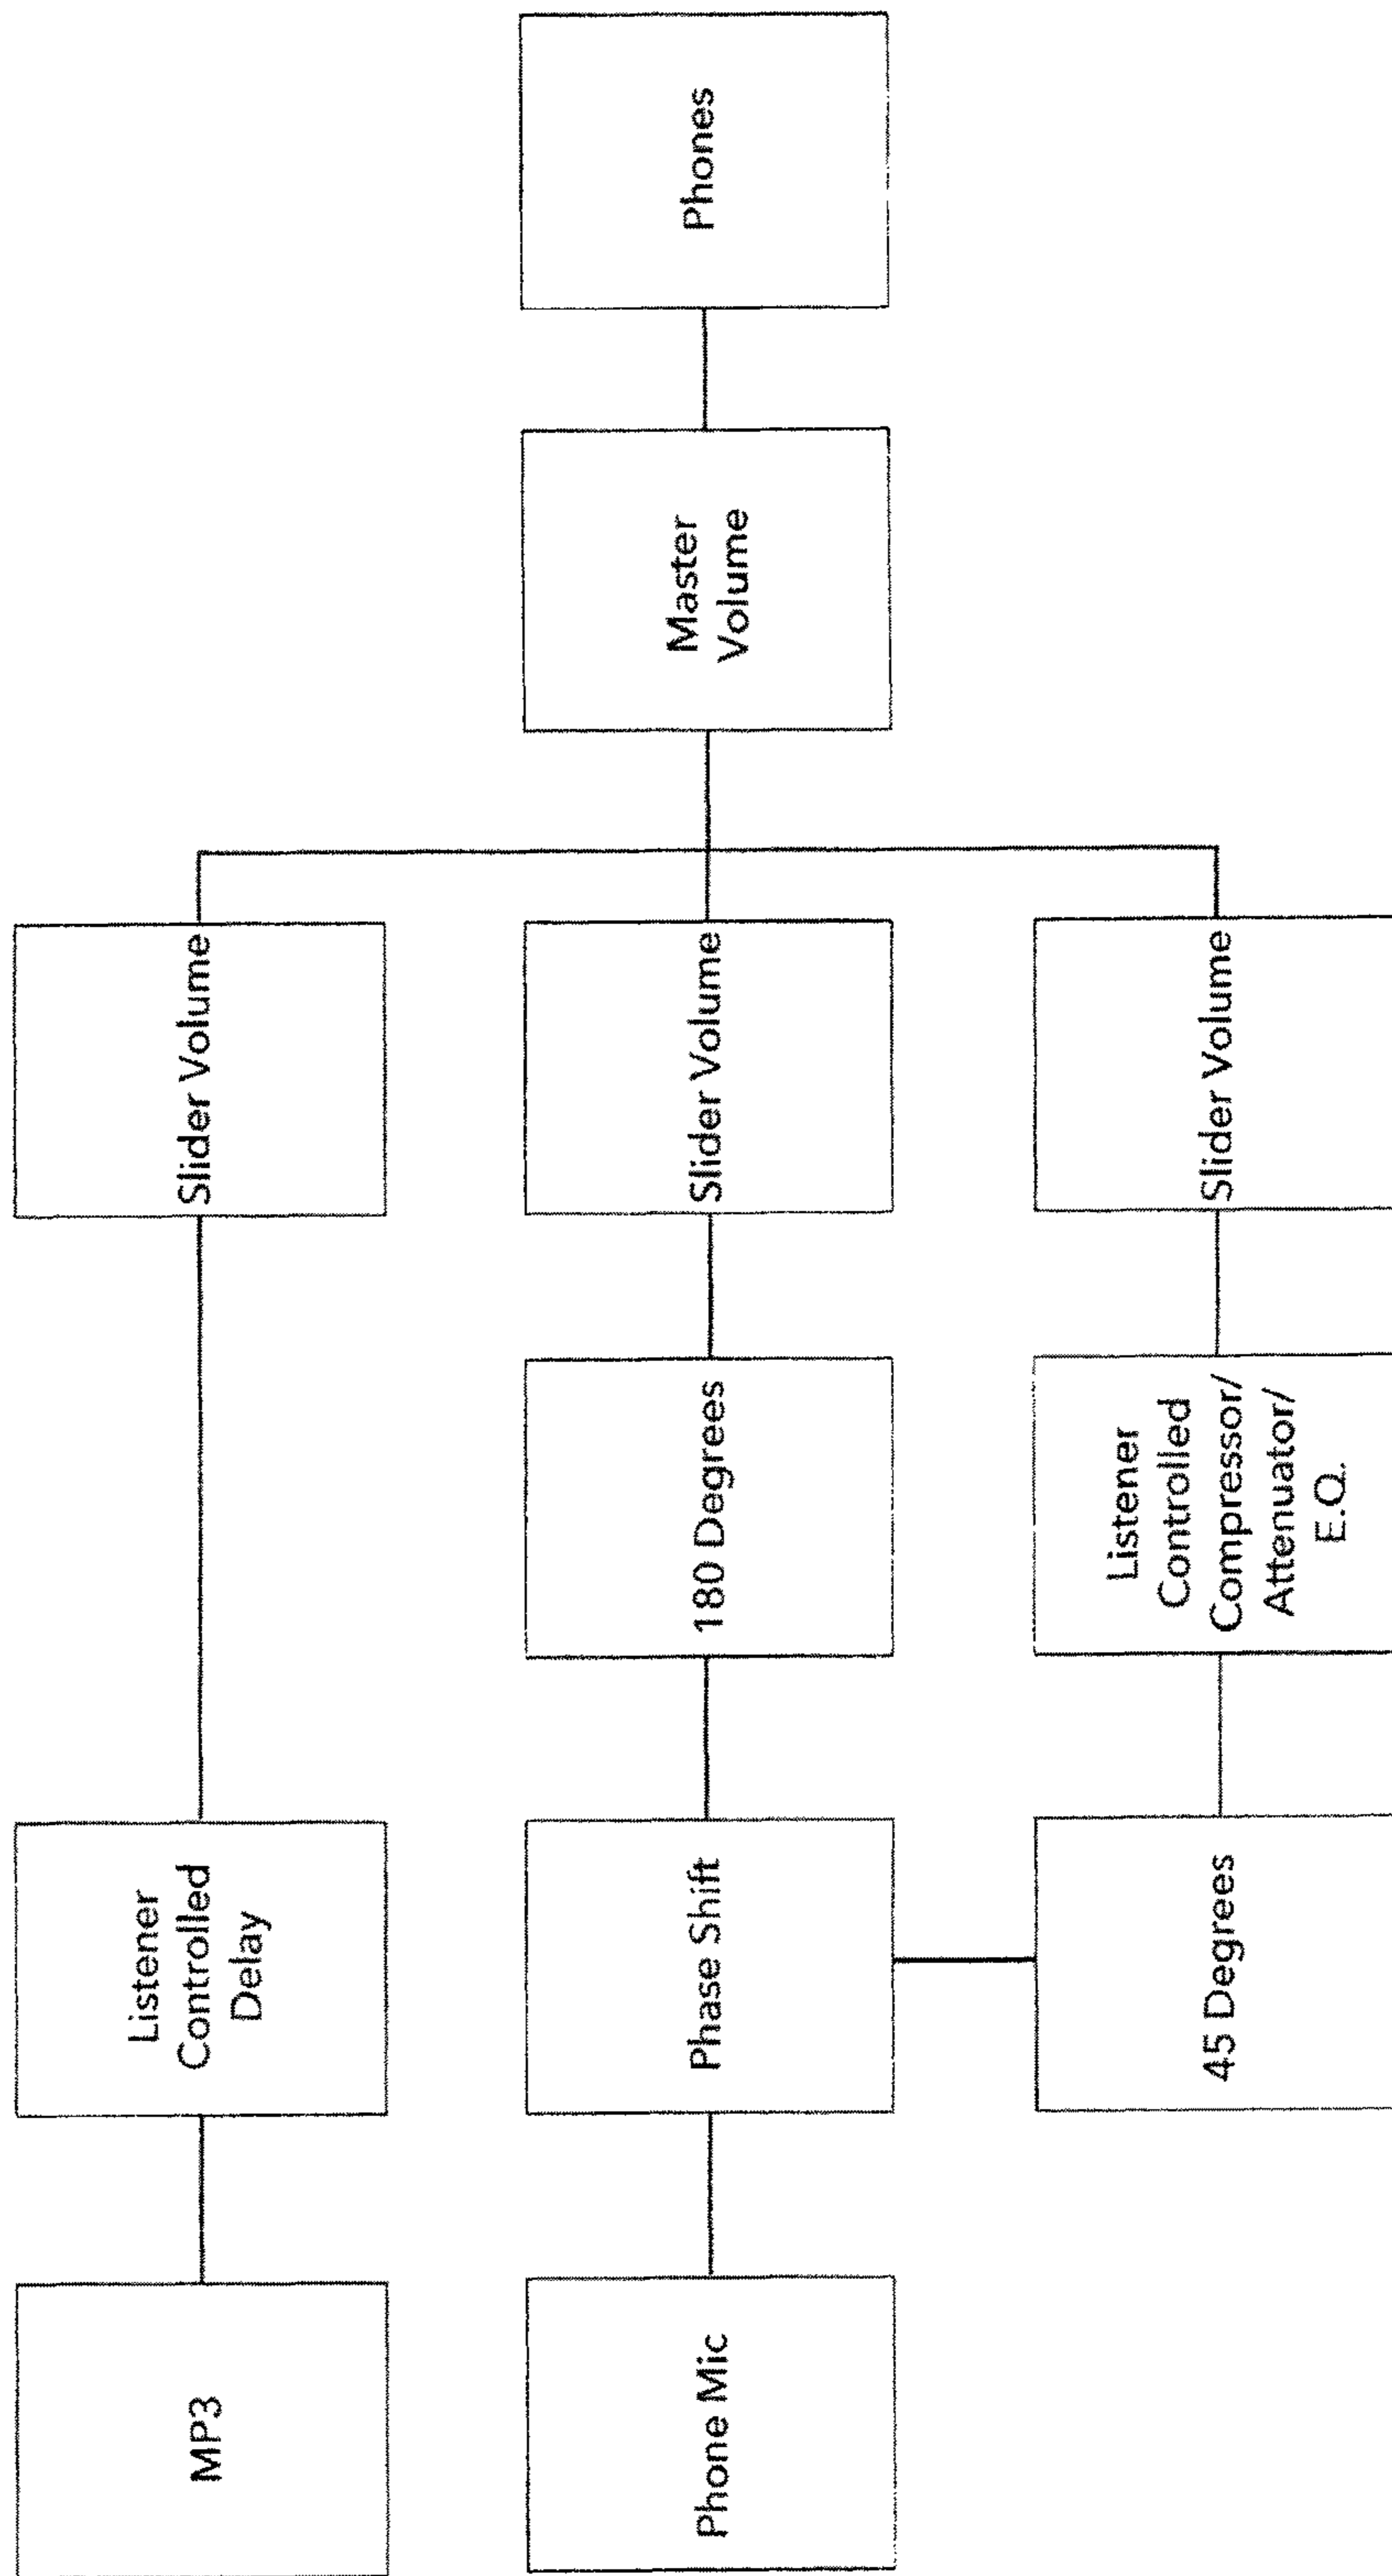 MP3
Listener
Controlled
Delay
Slider Volume
Phone Mic
Phase Shift
180 Degrees
Slider Volume
Master
Volume
Phones
45 Degrees
Listener
Controlled
Compressor/
Attenuator/
E.Q.
Slider Volume